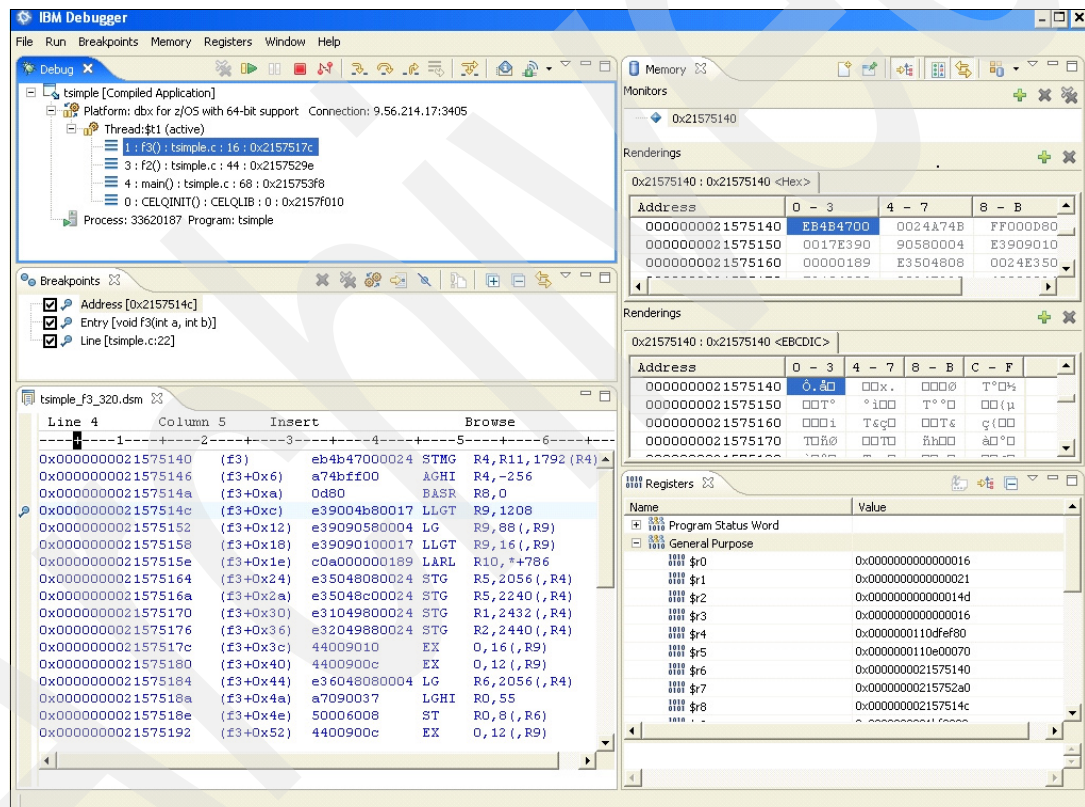 IBM Debugger
File Run Breakpoints Memory Registers Window Help
Debug
tsimple [Compiled Application]
Platform: dbx for z/OS with 64-bit support Connection: 9.56.214.17:3405
Thread:$t1 (active)
1 : f3() : tsimple.c : 16 : 0x2157517c
3 : f2() : tsimple.c : 44 : 0x2157529e
4 : main() : tsimple.c : 68 : 0x215753f8
0 : CELQINIT() : CELQLIB : 0 : 0x2157f010
Process: 33620187 Program: tsimple
Breakpoints
Address [0x2157514c]
Entry [void f3(int a, int b)]
Line [tsimple.c:22]
tsimple_f3_320.dsm
Line 4 Column 5 Insert Browse
----+----1----+----2----+----3----+----4----+----5----+----6----+---
0x0000000021575140 (f3) eb4b47000024 STMG R4,R11,1792(R4)
0x0000000021575146 (f3+0x6) a74bff00 AGHI R4,-256
0x000000002157514a (f3+0xa) 0d80 BASR R8,0
0x000000002157514c (f3+0xc) e39004b80017 LLGT R9,1208
0x0000000021575152 (f3+0x12) e39090580004 LG R9,88(,R9)
0x0000000021575158 (f3+0x18) e39090100017 LLGT R9,16(,R9)
0x000000002157515e (f3+0x1e) c0a000000189 LARL R10,*+786
0x0000000021575164 (f3+0x24) e35048080024 STG R5,2056(,R4)
0x000000002157516a (f3+0x2a) e35048c00024 STG R5,2240(,R4)
0x0000000021575170 (f3+0x30) e31049800024 STG R1,2432(,R4)
0x0000000021575176 (f3+0x36) e32049880024 STG R2,2440(,R4)
0x000000002157517c (f3+0x3c) 44009010 EX 0,16(,R9)
0x0000000021575180 (f3+0x40) 4400900c EX 0,12(,R9)
0x0000000021575184 (f3+0x44) e36048080004 LG R6,2056(,R4)
0x000000002157518a (f3+0x4a) a7090037 LGHI R0,55
0x000000002157518e (f3+0x4e) 50006008 ST R0,8(,R6)
0x0000000021575192 (f3+0x52) 4400900c EX 0,12(,R9)
Memory
Monitors
0x21575140
Renderings
0x21575140 : 0x21575140 <Hex>
Address 0 - 3 4 - 7 8 - B
0000000021575140 EB4B4700 0024A74B FF000D80
0000000021575150 0017E390 90580004 E3909010
0000000021575160 00000189 E3504808 0024E350
Renderings
0x21575140 : 0x21575140 <EBCDIC>
Address 0 - 3 4 - 7 8 - B C - F
0000000021575140 Ô.å□ □□x. □□□Ø T°□½
0000000021575150 □□T° °ì□□ T°°□ □□{µ
0000000021575160 □□□i T&ç□ □□T& ç{□□
0000000021575170 T□ñØ □□T□ ñh□□ à□°□
Registers
Name Value
Program Status Word
General Purpose
$r0 0x0000000000000016
$r1 0x0000000000000021
$r2 0x000000000000014d
$r3 0x0000000000000016
$r4 0x0000000110dfef80
$r5 0x0000000110e00070
$r6 0x0000000021575140
$r7 0x00000000215752a0
$r8 0x000000002157514c